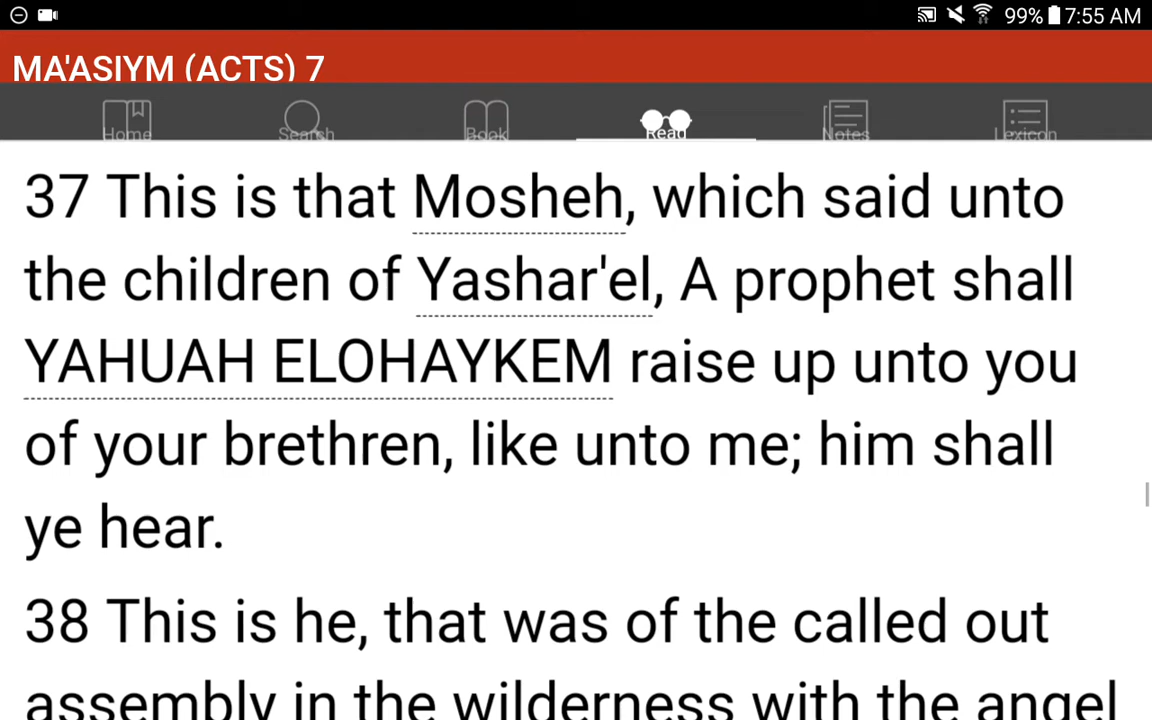 99% 7:55 AM
MA'ASIYM (ACTS) 7
Home Search Book Read Notes Lexicon
37 This is that Mosheh, which said unto
the children of Yashar'el, A prophet shall
YAHUAH ELOHAYKEM raise up unto you
of your brethren, like unto me; him shall
ye hear.
38 This is he, that was of the called out
assembly in the wilderness with the angel